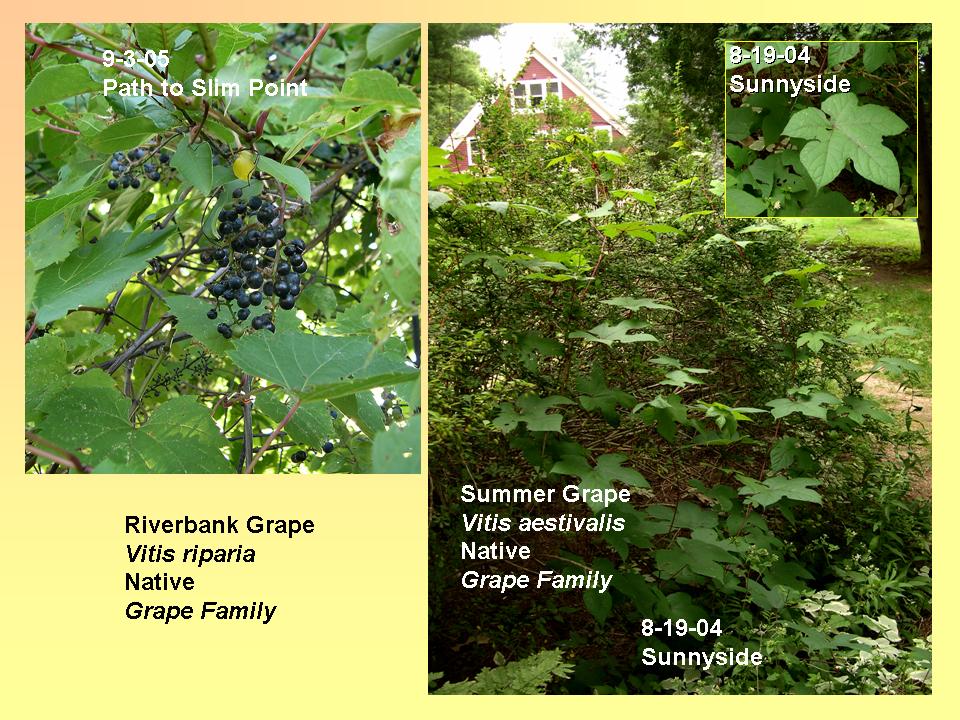 9-3-05
Path to Slim Point
8-19-04
Sunnyside
Riverbank Grape
Vitis riparia
Native
Grape Family
Summer Grape
Vitis aestivalis
Native
Grape Family
8-19-04
Sunnyside